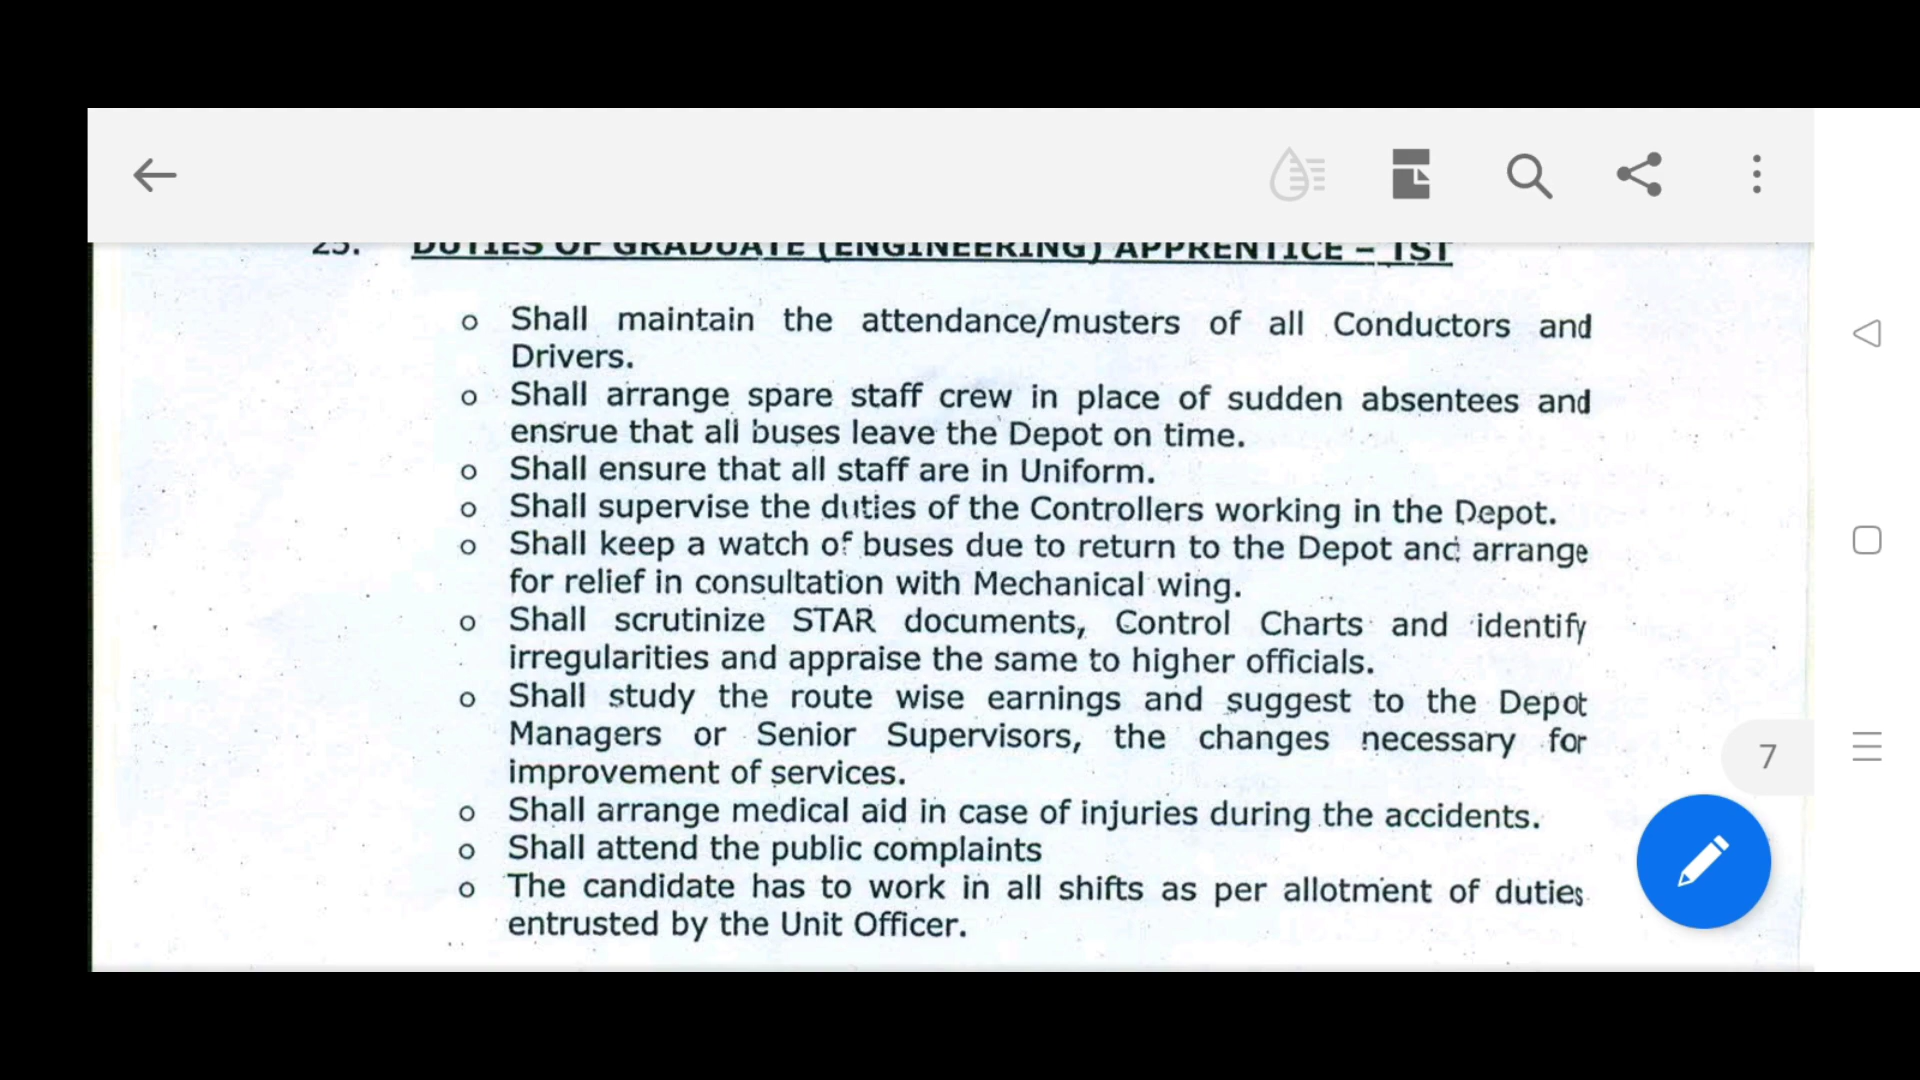 25. DUTIES OF GRADUATE (ENGINEERING) APPRENTICE – TST
o Shall maintain the attendance/musters of all Conductors and
Drivers.
o Shall arrange spare staff crew in place of sudden absentees and
ensrue that all buses leave the Depot on time.
o Shall ensure that all staff are in Uniform.
o Shall supervise the duties of the Controllers working in the Depot.
o Shall keep a watch of buses due to return to the Depot and arrange
for relief in consultation with Mechanical wing.
o Shall scrutinize STAR documents, Control Charts and identify
irregularities and appraise the same to higher officials.
o Shall study the route wise earnings and suggest to the Depot
Managers or Senior Supervisors, the changes necessary for
improvement of services.
o Shall arrange medical aid in case of injuries during the accidents.
o Shall attend the public complaints
o The candidate has to work in all shifts as per allotment of duties
entrusted by the Unit Officer.
7